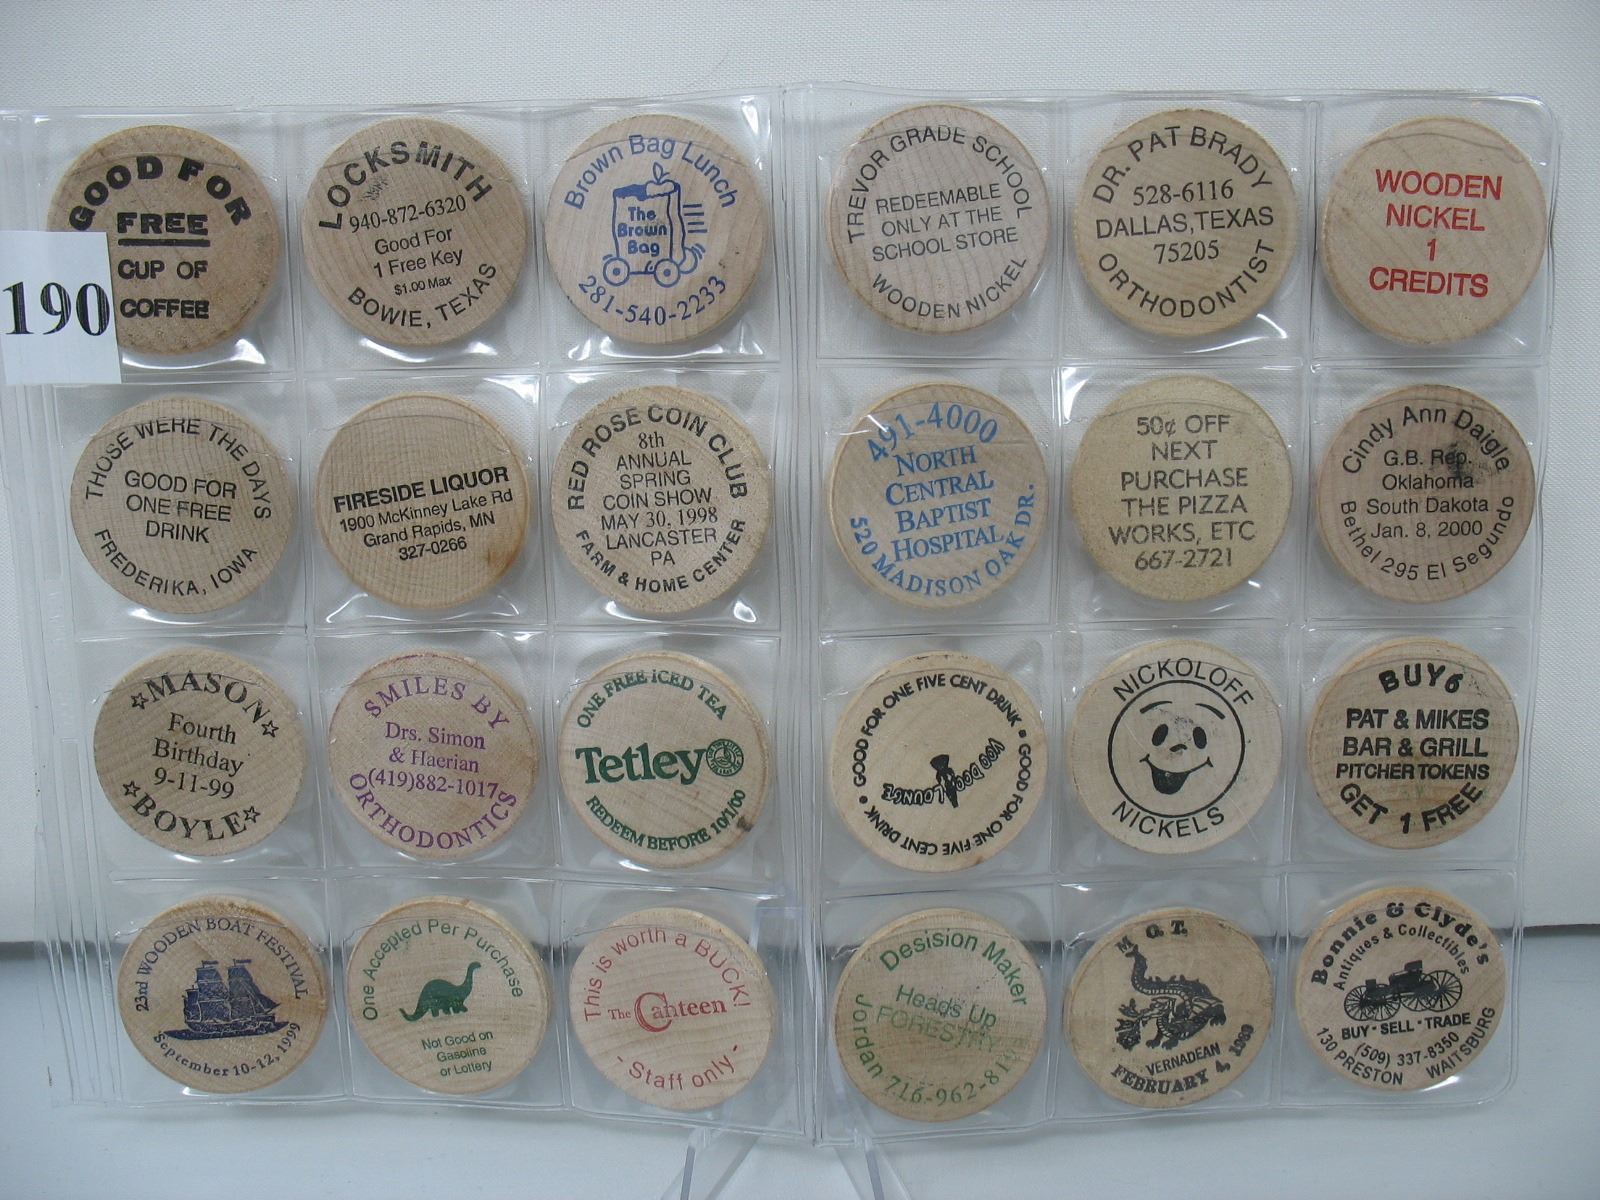 190
GOOD FOR
FREE
CUP OF
COFFEE
LOCKSMITH
940-872-6320
Good For
1 Free Key
$1.00 Max
BOWIE, TEXAS
Brown Bag Lunch
The
Brown
Bag
281-540-2233
TREVOR GRADE SCHOOL
REDEEMABLE
ONLY AT THE
SCHOOL STORE
WOODEN NICKEL
DR. PAT BRADY
528-6116
DALLAS, TEXAS
75205
ORTHODONTIST
WOODEN
NICKEL
1
CREDITS
THOSE WERE THE DAYS
GOOD FOR
ONE FREE
DRINK
FREDERIKA, IOWA
FIRESIDE LIQUOR
1900 McKinney Lake Rd
Grand Rapids, MN
327-0266
RED ROSE COIN CLUB
8th
ANNUAL
SPRING
COIN SHOW
MAY 30, 1998
LANCASTER
PA
FARM & HOME CENTER
491-4000
NORTH
CENTRAL
BAPTIST
HOSPITAL
520 MADISON OAK DR.
50¢ OFF
NEXT
PURCHASE
THE PIZZA
WORKS, ETC
667-2721
Cindy Ann Daigle
G.B. Rep.
Oklahoma
South Dakota
Jan. 8, 2000
Bethel 295 El Segundo
MASON
Fourth
Birthday
9-11-99
BOYLE
SMILES BY
Drs. Simon
& Haerian
(419)882-1017
ORTHODONTICS
ONE FREE ICED TEA
Tetley
REDEEM BEFORE 10/1/00
GOOD FOR ONE FIVE CENT DRINK • GOOD FOR ONE FIVE CENT DRINK •
DOG LOUNGE
NICKOLOFF
NICKELS
BUY 6
PAT & MIKES
BAR & GRILL
PITCHER TOKENS
GET 1 FREE
23rd WOODEN BOAT FESTIVAL
September 10-12, 1999
One Accepted Per Purchase
Not Good on
Gasoline
or Lottery
This is worth a BUCK!
The Canteen
- Staff only -
Desision Maker
Heads Up
FORESTRY
Jordan 716-962-81
M.O.T.
VERNADEAN
FEBRUARY 4, 1989
Bonnie & Clyde's
Antiques & Collectibles
BUY - SELL - TRADE
(509) 337-8350
130 PRESTON WAITSBURG